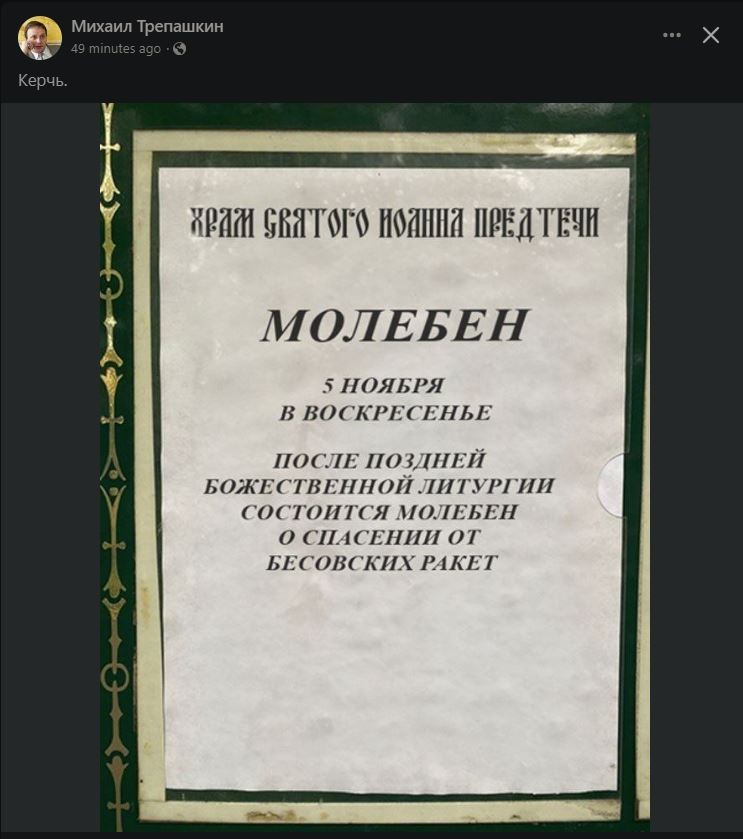 Михаил Трепашкин
49 minutes ago ·
Керчь.
ХРАМ СВЯТОГО ИОАННА ПРЕДТЕЧИ
МОЛЕБЕН
5 НОЯБРЯ
В ВОСКРЕСЕНЬЕ
ПОСЛЕ ПОЗДНЕЙ
БОЖЕСТВЕННОЙ ЛИТУРГИИ
СОСТОИТСЯ МОЛЕБЕН
О СПАСЕНИИ ОТ
БЕСОВСКИХ РАКЕТ